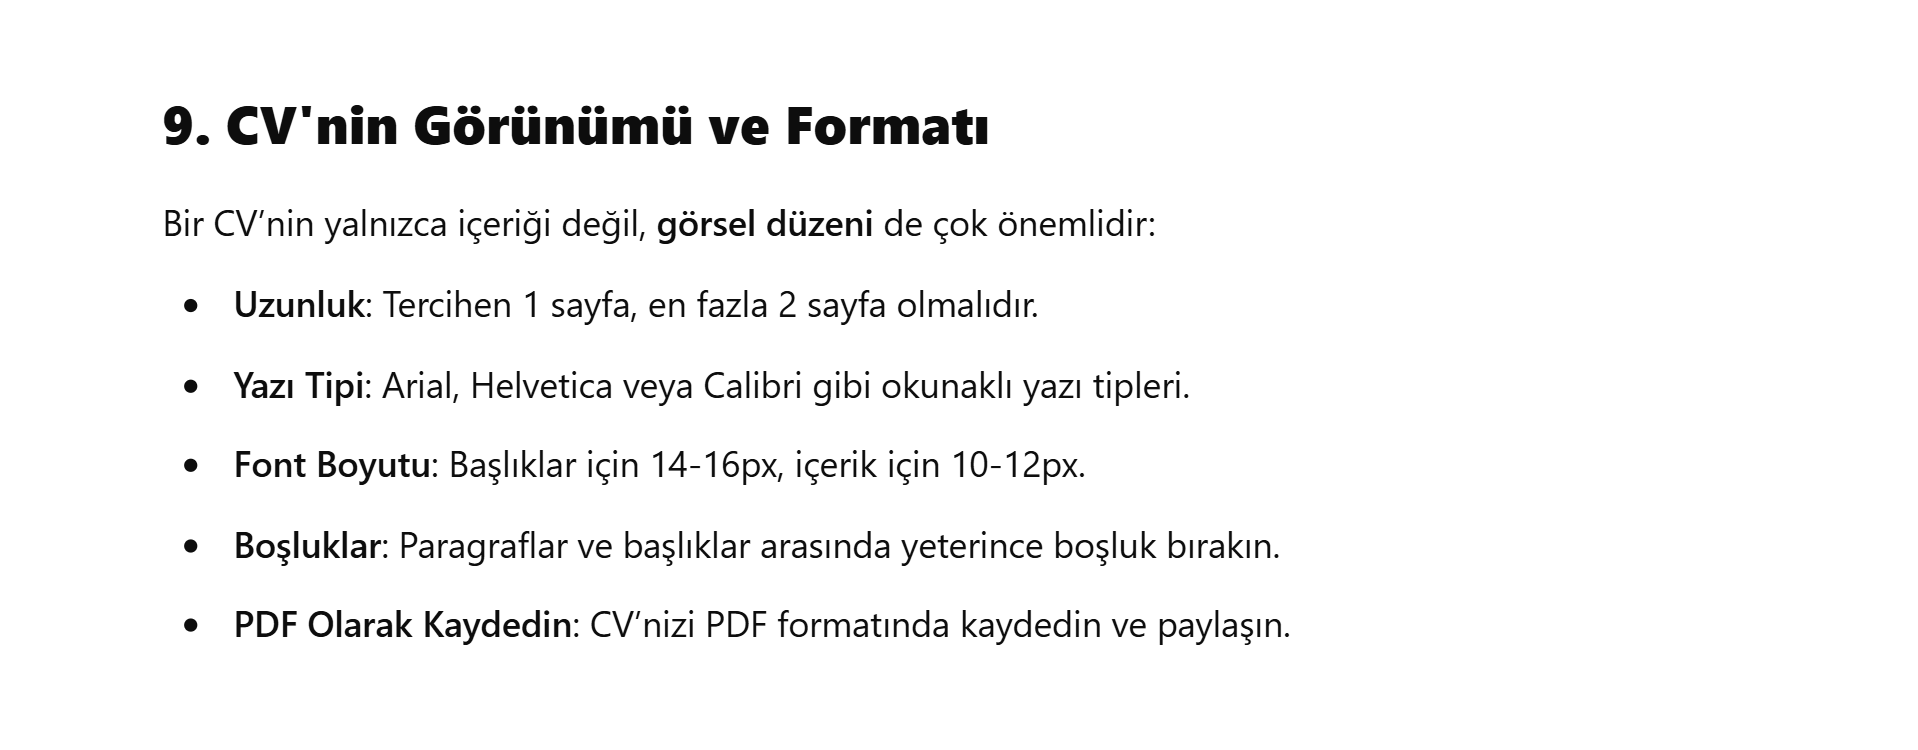 9. CV'nin Görünümü ve Formatı
Bir CV’nin yalnızca içeriği değil, görsel düzeni de çok önemlidir:
• Uzunluk: Tercihen 1 sayfa, en fazla 2 sayfa olmalıdır.
• Yazı Tipi: Arial, Helvetica veya Calibri gibi okunaklı yazı tipleri.
• Font Boyutu: Başlıklar için 14-16px, içerik için 10-12px.
• Boşluklar: Paragraflar ve başlıklar arasında yeterince boşluk bırakın.
• PDF Olarak Kaydedin: CV’nizi PDF formatında kaydedin ve paylaşın.